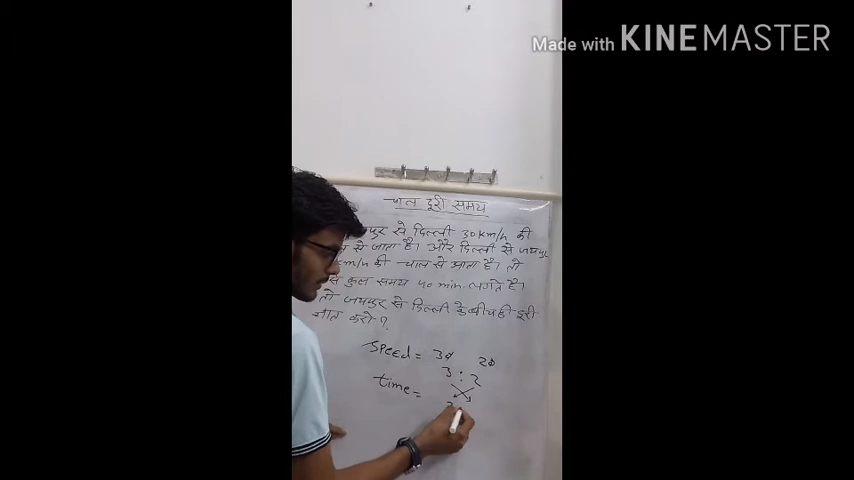 Made with KINEMASTER
चाल दूरी समय
से दिल्ली 30km/h की
से जाता है। और दिल्ली से जयपुर
km/h की चाल से आता है। तो
कुल समय 40 min. लगते है।
तो जयपुर से दिल्ली के बीच की दूरी
ज्ञात करो ?
Speed = 30 20
3 : 2
time =
2